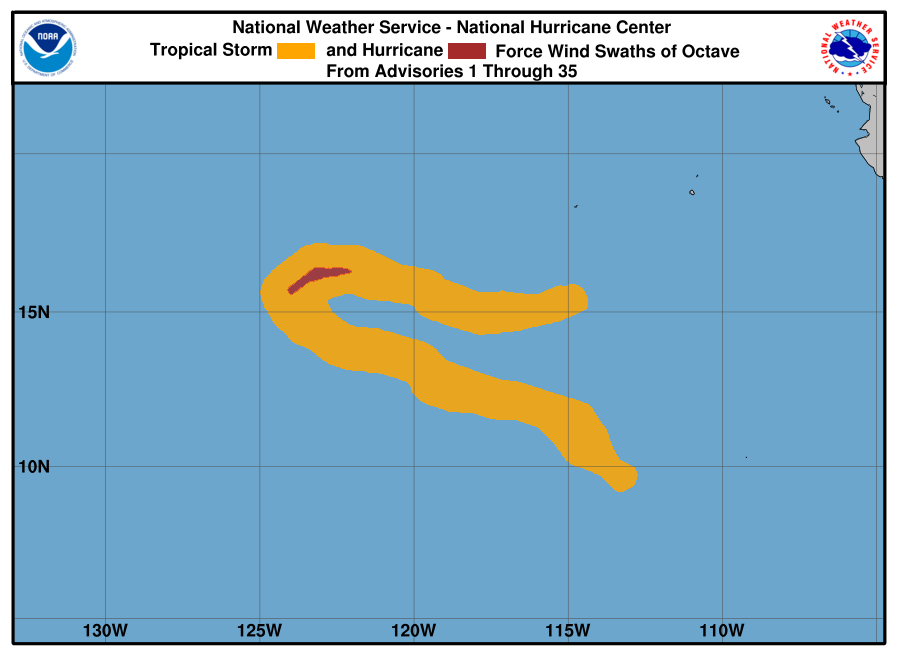 National Weather Service - National Hurricane Center
Tropical Storm and Hurricane Force Wind Swaths of Octave
From Advisories 1 Through 35
NOAA
NATIONAL WEATHER SERVICE
15N
10N
130W 125W 120W 115W 110W